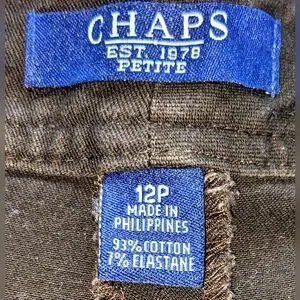 CHAPS
EST. 1978
PETITE
12P
MADE IN
PHILIPPINES
93% COTTON
7% ELASTANE